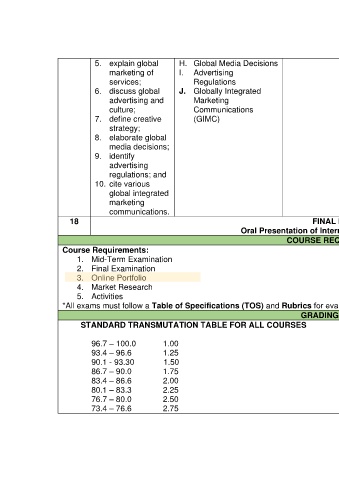 5. explain global
marketing of
services;
6. discuss global
advertising and
culture;
7. define creative
strategy;
8. elaborate global
media decisions;
9. identify
advertising
regulations; and
10. cite various
global integrated
marketing
communications.
H. Global Media Decisions
I. Advertising
Regulations
J. Globally Integrated
Marketing
Communications
(GIMC)
18
FINAL
Oral Presentation of
COURSE
Course Requirements:
1. Mid-Term Examination
2. Final Examination
3. Online Portfolio
4. Market Research
5. Activities
*All exams must follow a Table of Specifications (TOS) and Rubrics for
GRADING
STANDARD TRANSMUTATION TABLE FOR ALL COURSES
96.7 – 100.0 1.00
93.4 – 96.6 1.25
90.1 - 93.30 1.50
86.7 – 90.0 1.75
83.4 – 86.6 2.00
80.1 – 83.3 2.25
76.7 – 80.0 2.50
73.4 – 76.6 2.75